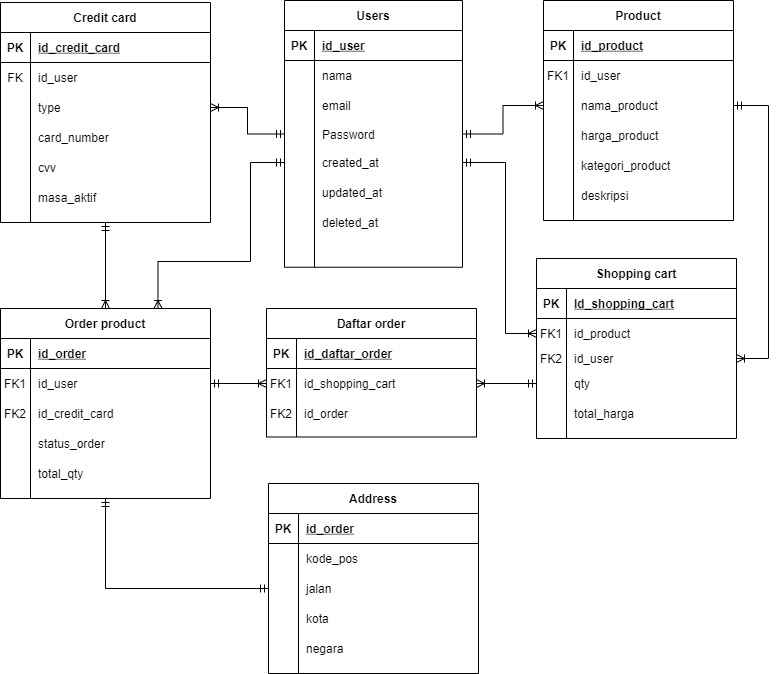 Credit card
PK id_credit_card
FK id_user
type
card_number
cvv
masa_aktif
Users
PK id_user
nama
email
Password
created_at
updated_at
deleted_at
Product
PK id_product
FK1 id_user
nama_product
harga_product
kategori_product
deskripsi
Shopping cart
PK Id_shopping_cart
FK1 id_product
FK2 id_user
qty
total_harga
Order product
PK id_order
FK1 id_user
FK2 id_credit_card
status_order
total_qty
Daftar order
PK id_daftar_order
FK1 id_shopping_cart
FK2 id_order
Address
PK id_order
kode_pos
jalan
kota
negara